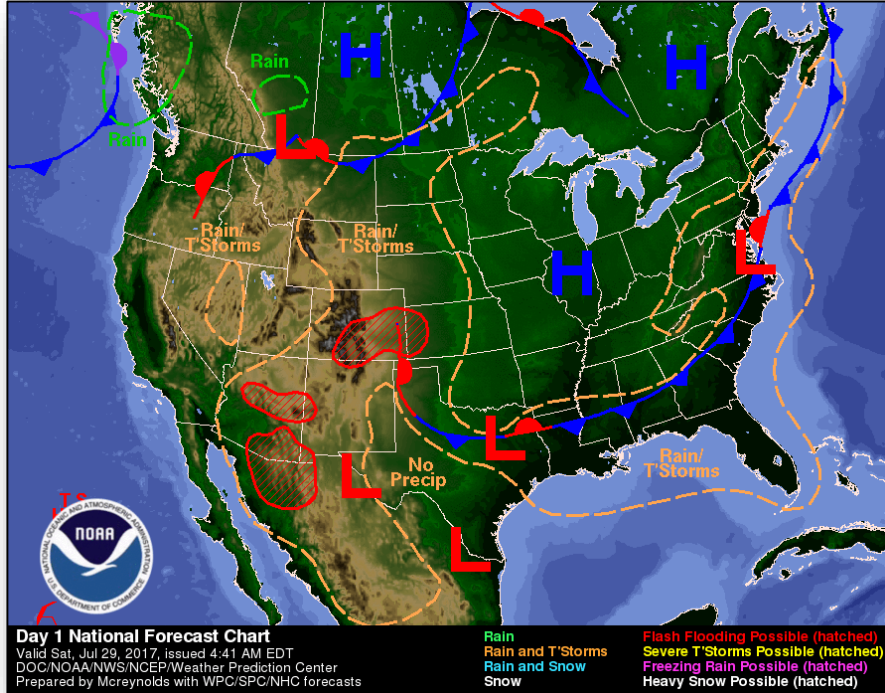 H
H
Rain
Rain
L
Rain/
T'Storms
Rain/
T'Storms
L
H
L
No
Precip
L
Rain/
T'Storms
L
T.S.
NATIONAL OCEANIC AND ATMOSPHERIC ADMINISTRATION
NOAA
U.S. DEPARTMENT OF COMMERCE
Day 1 National Forecast Chart
Valid Sat, Jul 29, 2017, issued 4:41 AM EDT
DOC/NOAA/NWS/NCEP/Weather Prediction Center
Prepared by Mcreynolds with WPC/SPC/NHC forecasts
Rain
Rain and T'Storms
Rain and Snow
Snow
Flash Flooding Possible (hatched)
Severe T'Storms Possible (hatched)
Freezing Rain Possible (hatched)
Heavy Snow Possible (hatched)